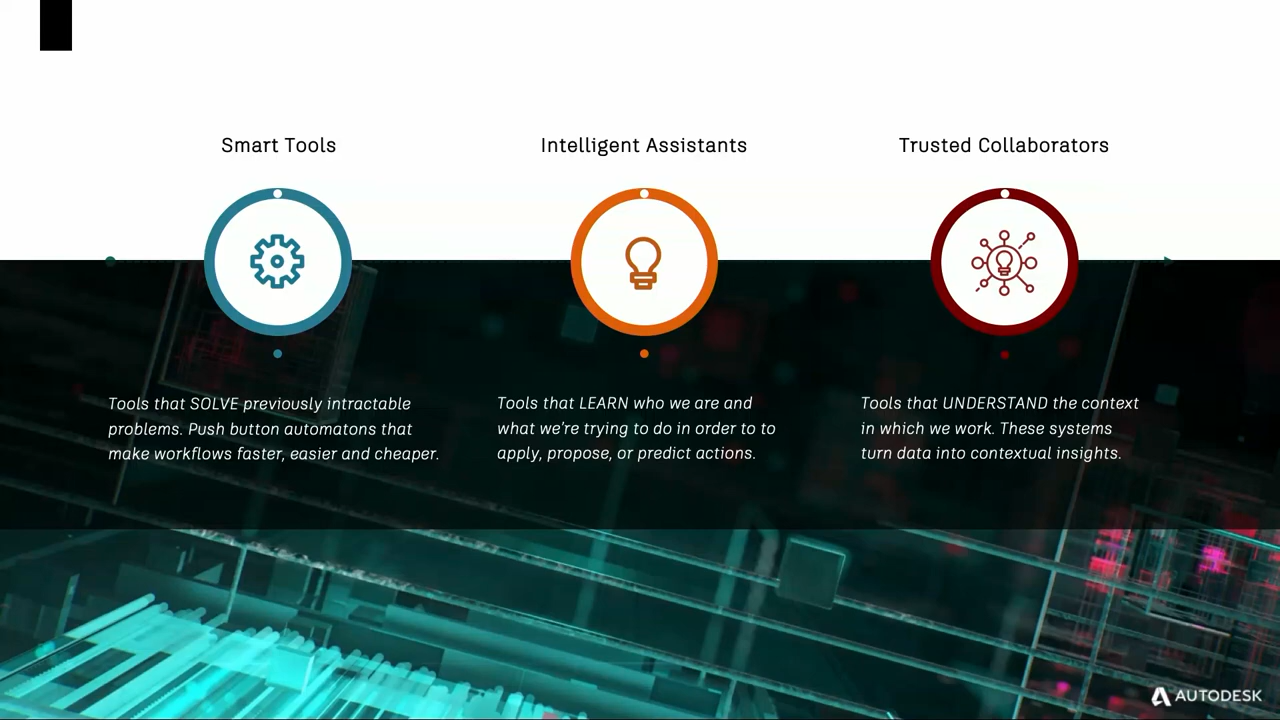 Smart Tools
Intelligent Assistants
Trusted Collaborators
Tools that SOLVE previously intractable
problems. Push button automatons that
make workflows faster, easier and cheaper.
Tools that LEARN who we are and
what we're trying to do in order to to
apply, propose, or predict actions.
Tools that UNDERSTAND the context
in which we work. These systems
turn data into contextual insights.
AUTODESK